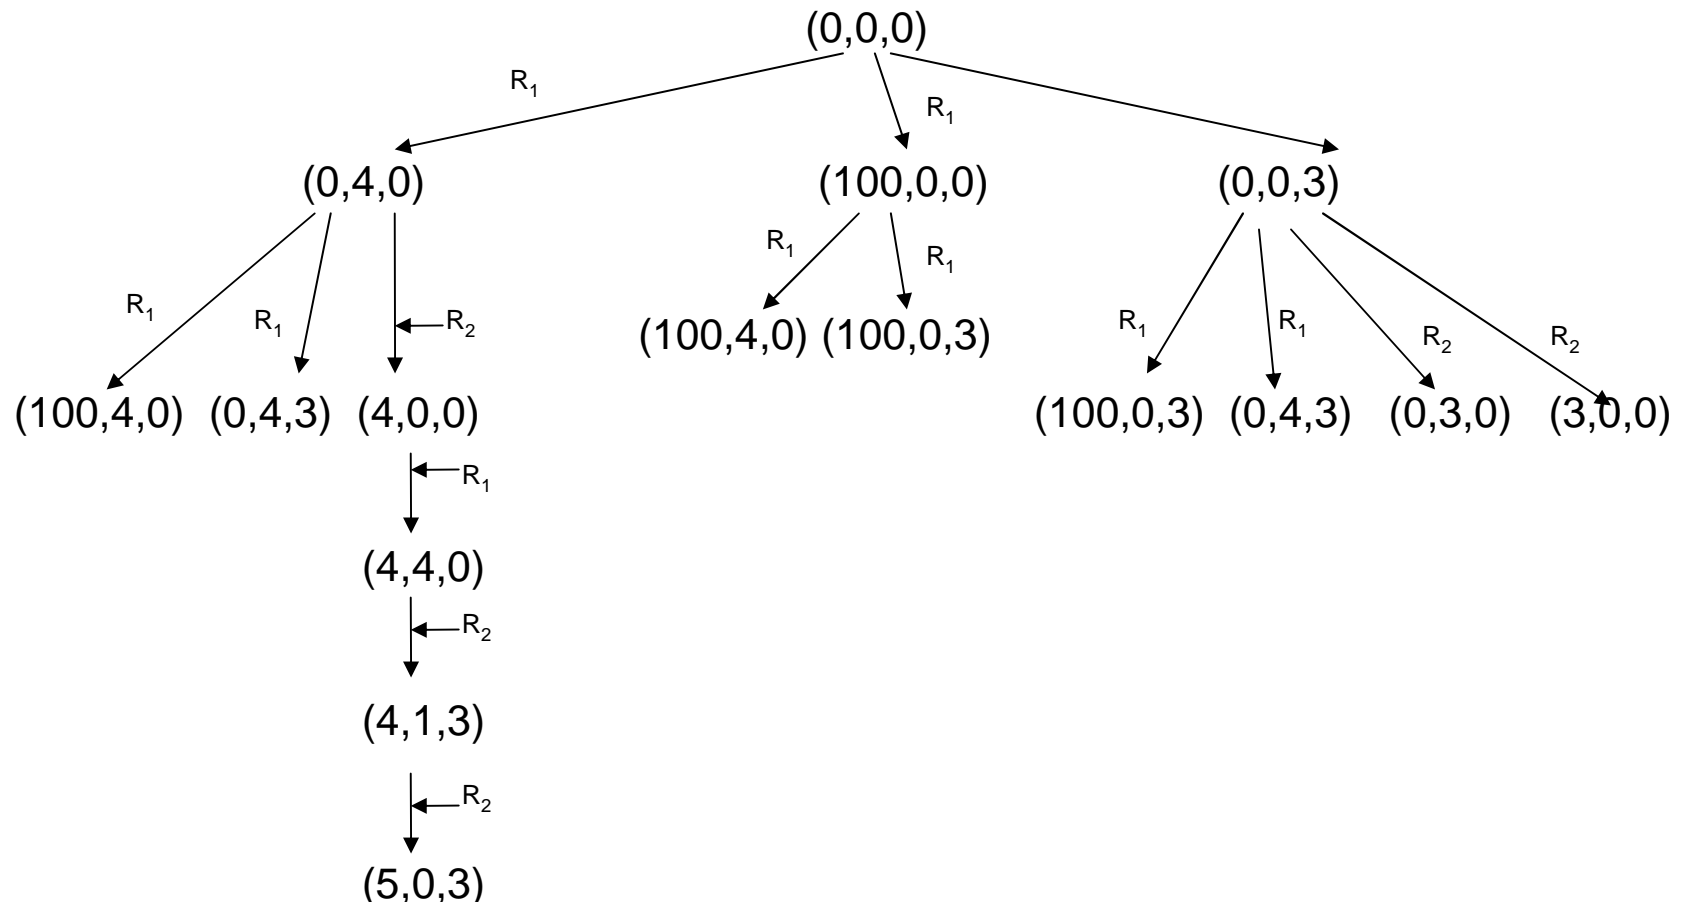 (0,0,0)
R₁
R₁
(0,4,0) (100,0,0) (0,0,3)
R₁ R₁
R₁ R₁ R₂ R₁ R₁ R₂ R₂
(100,4,0) (100,0,3)
(100,4,0) (0,4,3) (4,0,0) (100,0,3) (0,4,3) (0,3,0) (3,0,0)
R₁
(4,4,0)
R₂
(4,1,3)
R₂
(5,0,3)